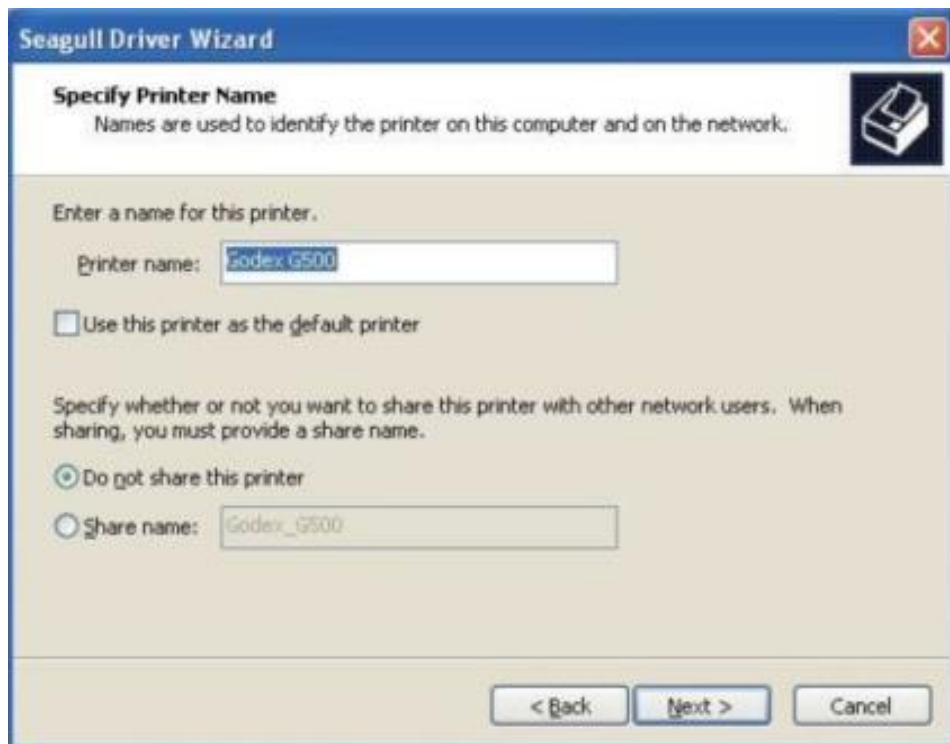 Seagull Driver Wizard
Specify Printer Name
Names are used to identify the printer on this computer and on the network.
Enter a name for this printer.
Printer name: Godex G500
Use this printer as the default printer
Specify whether or not you want to share this printer with other network users. When
sharing, you must provide a share name.
Do not share this printer
Share name: Godex_G500
< Back Next > Cancel